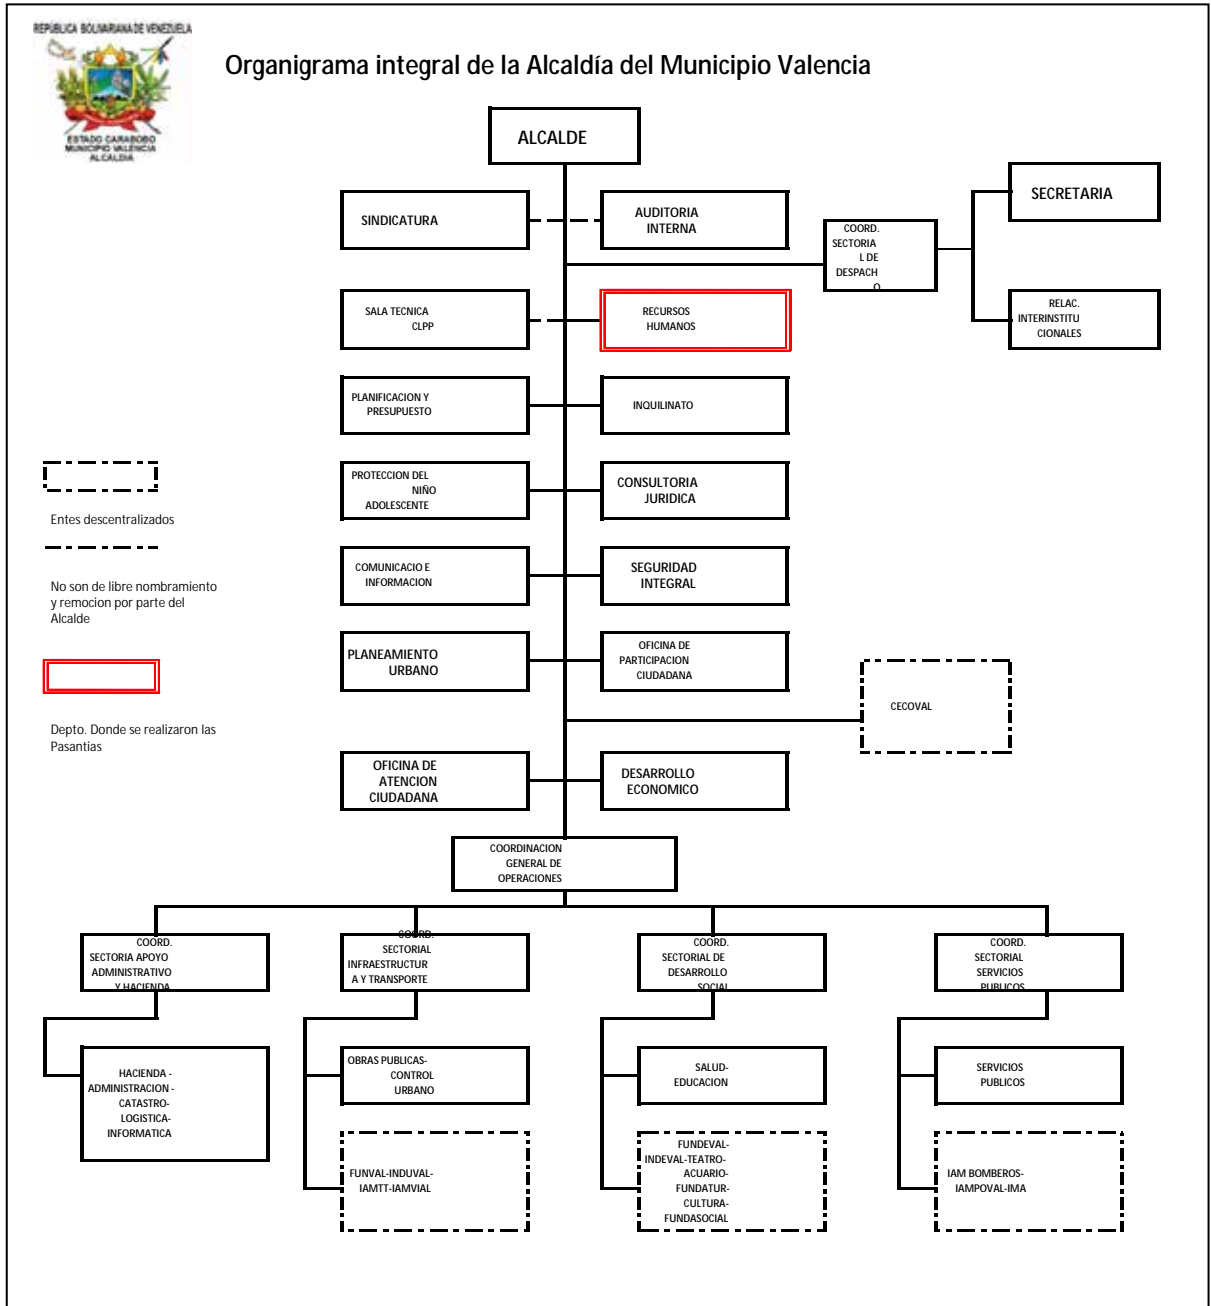 REPÚBLICA BOLIVARIANA DE VENEZUELA
ESTADO CARABOBO
MUNICIPIO VALENCIA
ALCALDIA
Organigrama integral de la Alcaldía del Municipio Valencia
ALCALDE
SINDICATURA
AUDITORIA
INTERNA
COORD.
SECTORIA
L DE
DESPACH
O
SECRETARIA
SALA TECNICA
CLPP
RECURSOS
HUMANOS
RELAC.
INTERINSTITU
CIONALES
PLANIFICACION Y
PRESUPUESTO
INQUILINATO
PROTECCION DEL
NIÑO
ADOLESCENTE
CONSULTORIA
JURIDICA
Entes descentralizados
COMUNICACIO E
INFORMACION
SEGURIDAD
INTEGRAL
No son de libre nombramiento
y remocion por parte del
Alcalde
PLANEAMIENTO
URBANO
OFICINA DE
PARTICIPACION
CIUDADANA
CECOVAL
Depto. Donde se realizaron las
Pasantias
OFICINA DE
ATENCION
CIUDADANA
DESARROLLO
ECONOMICO
COORDINACION
GENERAL DE
OPERACIONES
COORD.
SECTORIA APOYO
ADMINISTRATIVO
Y HACIENDA
COORD.
SECTORIAL
INFRAESTRUCTUR
A Y TRANSPORTE
COORD.
SECTORIAL DE
DESARROLLO
SOCIAL
COORD.
SECTORIAL
SERVICIOS
PUBLICOS
HACIENDA -
ADMINISTRACION -
CATASTRO-
LOGISTICA-
INFORMATICA
OBRAS PUBLICAS-
CONTROL
URBANO
SALUD-
EDUCACION
SERVICIOS
PUBLICOS
FUNVAL-INDUVAL-
IAMTT-IAMVIAL
FUNDEVAL-
INDEVAL-TEATRO-
ACUARIO-
FUNDATUR-
CULTURA-
FUNDASOCIAL
IAM BOMBEROS-
IAMPOVAL-IMA